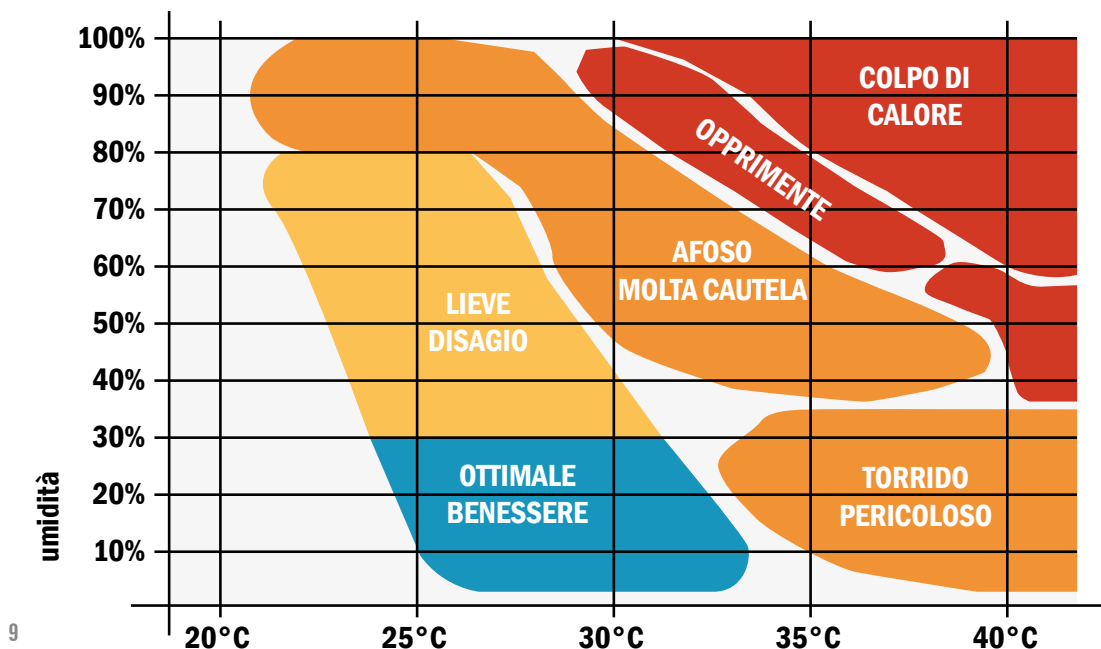 100%
90%
80%
70%
60%
50%
40%
30%
20%
10%
umidità
COLPO DI
CALORE
OPPRIMENTE
AFOSO
MOLTA CAUTELA
LIEVE
DISAGIO
OTTIMALE
BENESSERE
TORRIDO
PERICOLOSO
20°C 25°C 30°C 35°C 40°C
9